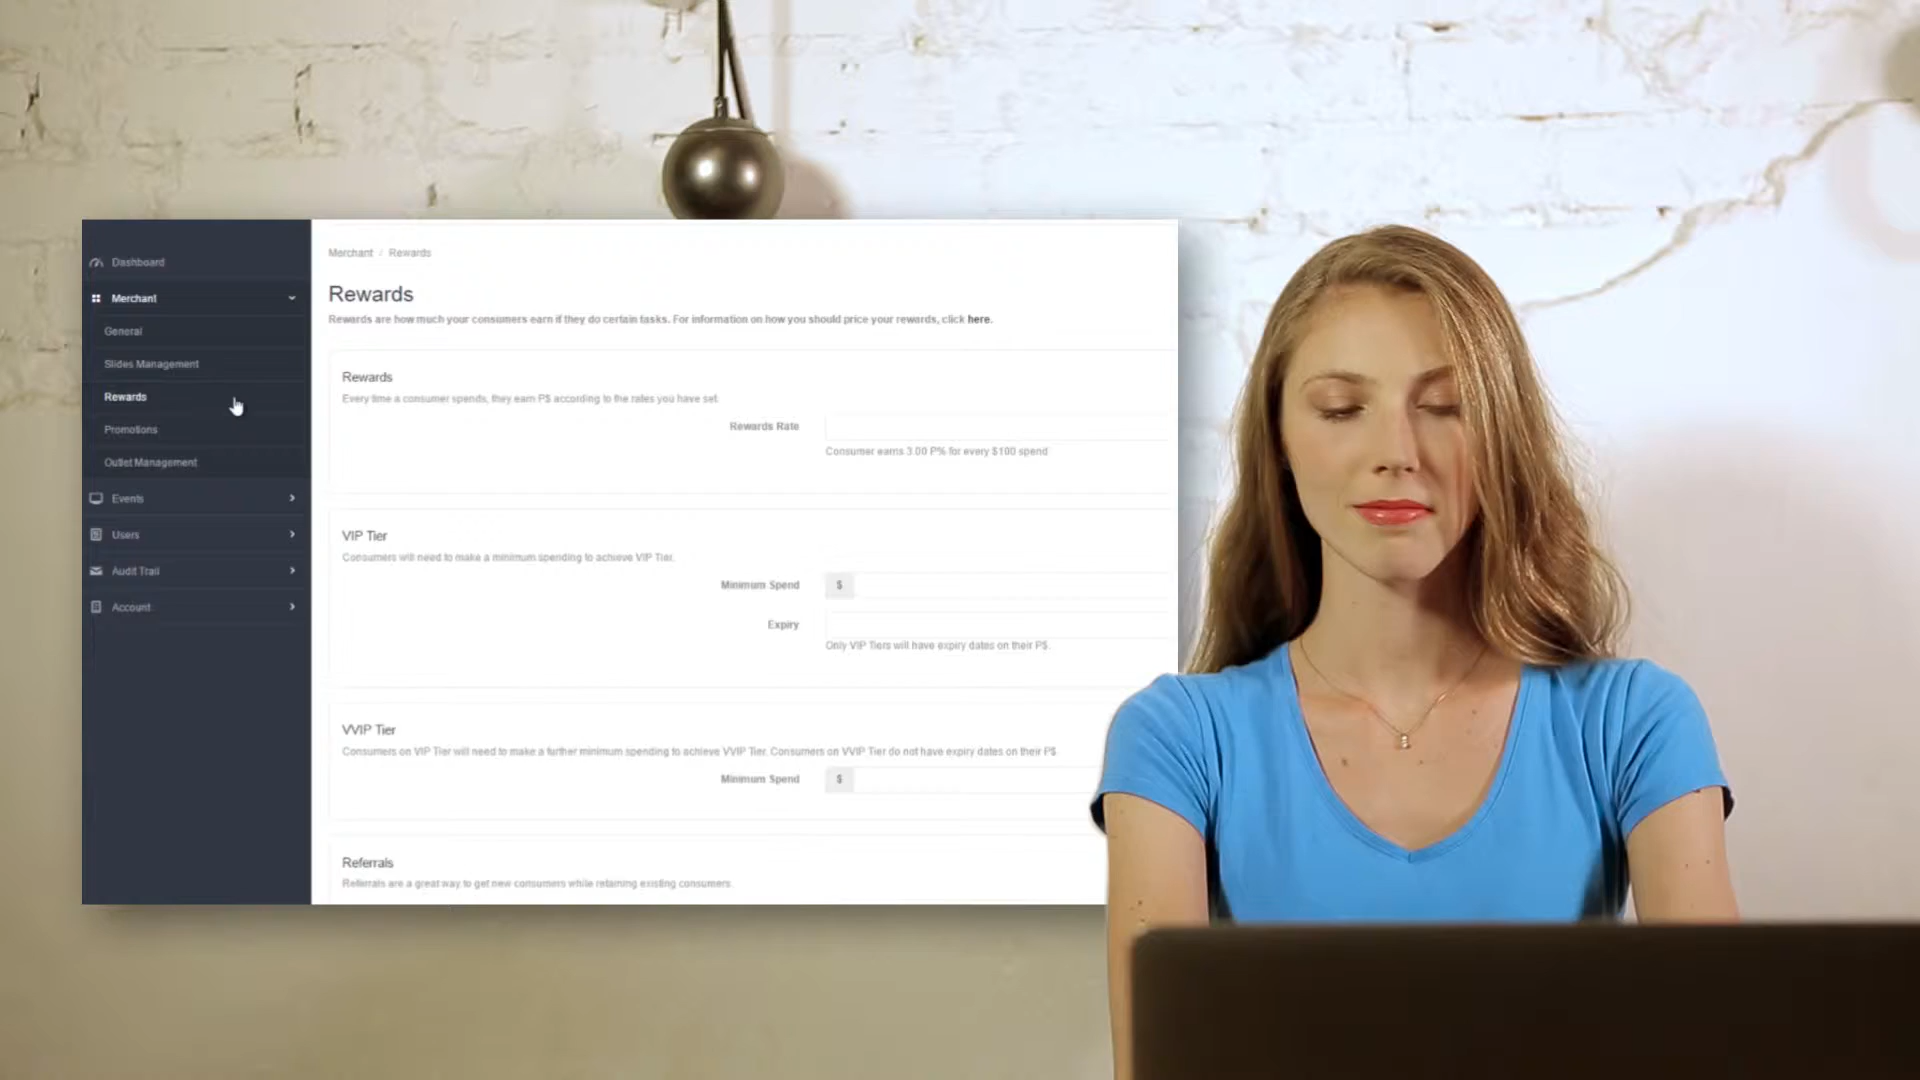 Dashboard
Merchant
General
Slides Management
Rewards
Promotions
Outlet Management
Events
Users
Audit Trail
Account
Merchant / Rewards
Rewards
Rewards are how much your consumers earn if they do certain tasks. For information on how you should price your rewards, click here.
Rewards
Every time a consumer spends, they earn P$ according to the rates you have set.
Rewards Rate
Consumer earns 3.00 P% for every $100 spend
VIP Tier
Consumers will need to make a minimum spending to achieve VIP Tier.
Minimum Spend $
Expiry
Only VIP Tiers will have expiry dates on their P$.
VVIP Tier
Consumers on VIP Tier will need to make a further minimum spending to achieve VVIP Tier. Consumers on VVIP Tier do not have expiry dates on their P$.
Minimum Spend $
Referrals
Referrals are a great way to get new consumers while retaining existing consumers.